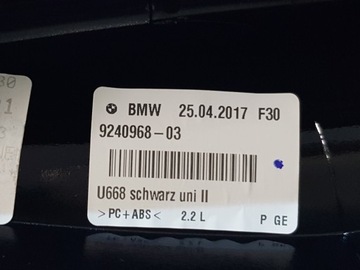 BMW 25.04.2017 F30
9240968-03
U668 schwarz uni II
>PC+ABS< 2.2 L P GE